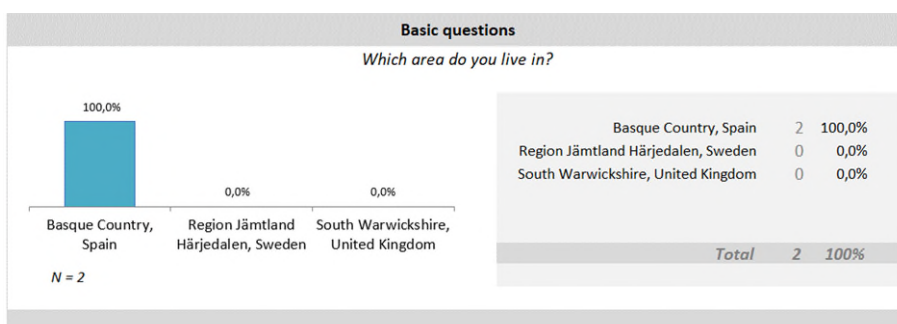 Basic questions
Which area do you live in?
100,0%
0,0%
0,0%
Basque Country, Spain
Region Jämtland Härjedalen, Sweden
South Warwickshire, United Kingdom
N = 2
Basque Country, Spain 2 100,0%
Region Jämtland Härjedalen, Sweden 0 0,0%
South Warwickshire, United Kingdom 0 0,0%
Total 2 100%